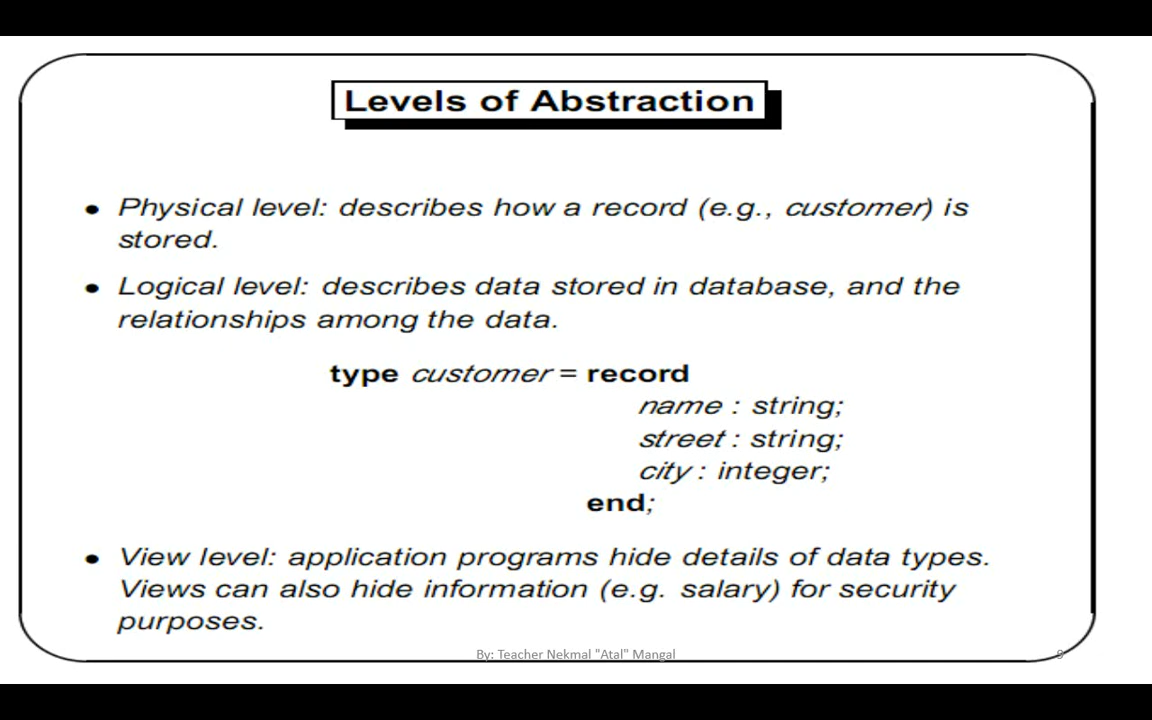 Levels of Abstraction
• Physical level: describes how a record (e.g., customer) is
stored.
• Logical level: describes data stored in database, and the
relationships among the data.
type customer = record
name : string;
street : string;
city : integer;
end;
• View level: application programs hide details of data types.
Views can also hide information (e.g. salary) for security
purposes.
By: Teacher Nekmal "Atal" Mangal
9